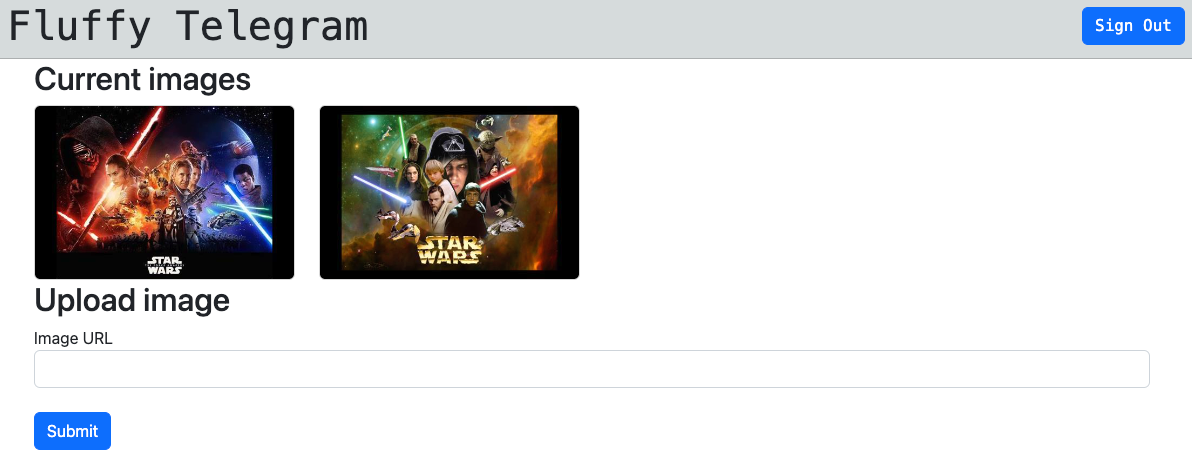 Fluffy Telegram
Sign Out
Current images
STAR
WARS
STAR
WARS
Upload image
Image URL
Submit